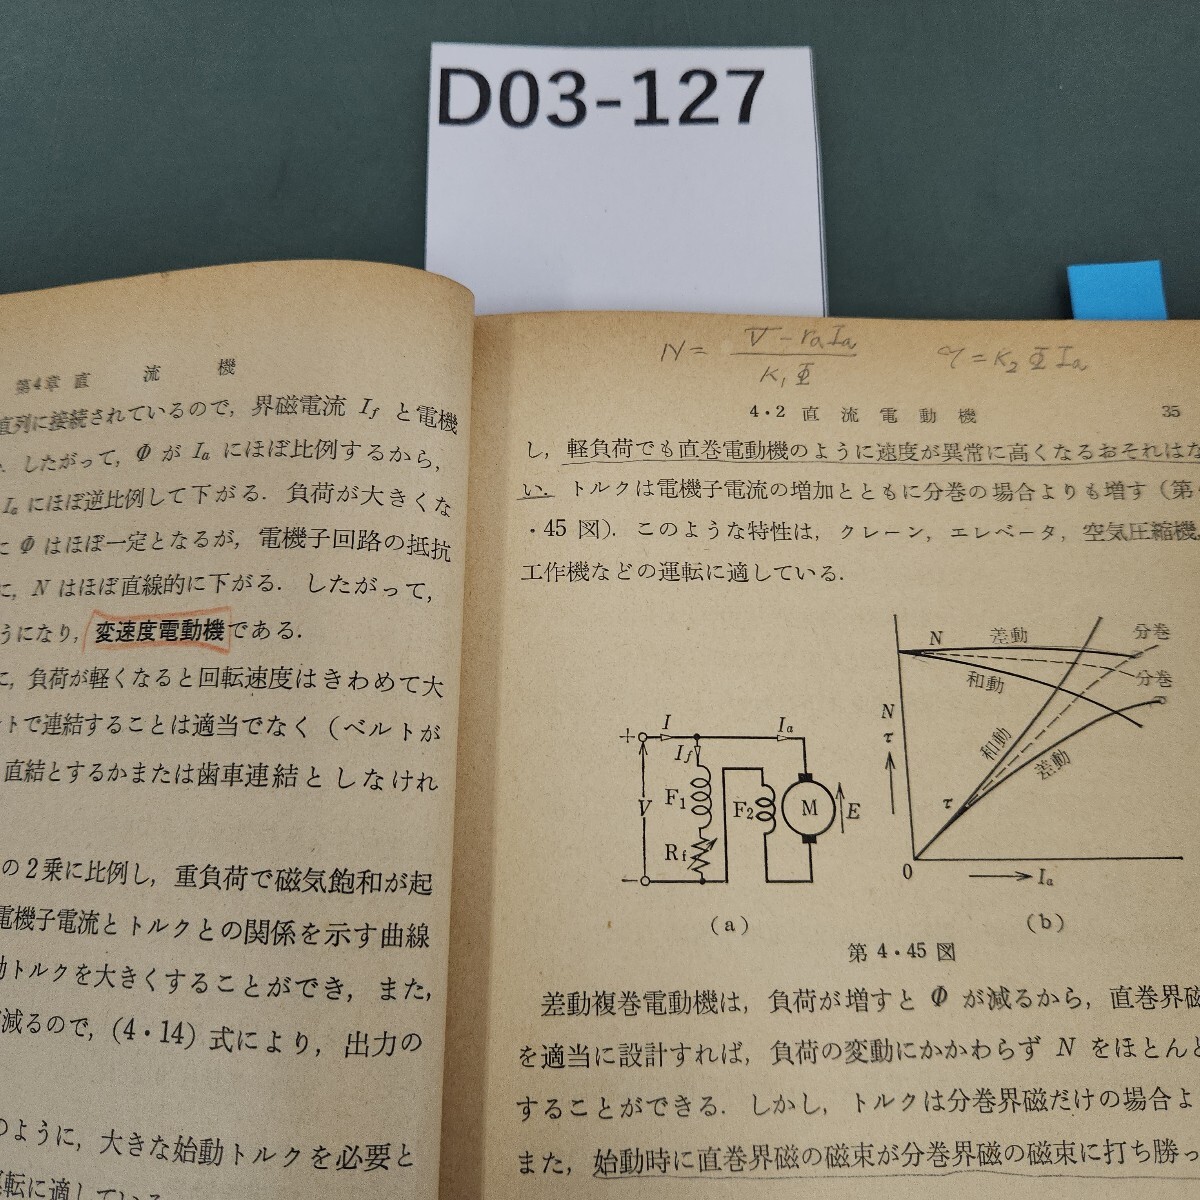 D03-127
第4章 直 流 機
直列に接続されているので, 界磁電流 If と電機
. したがって, Φ が Ia にほぼ比例するから,
Ia にほぼ逆比例して下がる. 負荷が大きくな
に Φ はほぼ一定となるが, 電機子回路の抵抗
に, N はほぼ直線的に下がる. したがって,
うになり, 変速度電動機である.
に, 負荷が軽くなると回転速度はきわめて大
トで連結することは適当でなく (ベルトが
直結とするかまたは歯車連結としなけれ
の2乗に比例し, 重負荷で磁気飽和が起
電機子電流とトルクとの関係を示す曲線
動トルクを大きくすることができ, また,
減るので, (4・14) 式により, 出力の
のように, 大きな始動トルクを必要と
運転に適している.
N = V - raIa / K1Φ
τ = K2 Φ Ia
4・2 直流電動機 35
し, 軽負荷でも直巻電動機のように速度が異常に高くなるおそれはな
い. トルクは電機子電流の増加とともに分巻の場合よりも増す (第
・45 図). このような特性は, クレーン, エレベータ, 空気圧縮機,
工作機などの運転に適している.
+ I If Ia
V F1 F2 M E
Rf
−
(a)
N 差動 分巻
分巻
和動
N
τ
和動
差動
τ
0 Ia
(b)
第 4・45 図
差動複巻電動機は, 負荷が増すと Φ が減るから, 直巻界磁
を適当に設計すれば, 負荷の変動にかかわらず N をほとんど
することができる. しかし, トルクは分巻界磁だけの場合よ
また, 始動時に直巻界磁の磁束が分巻界磁の磁束に打ち勝っ